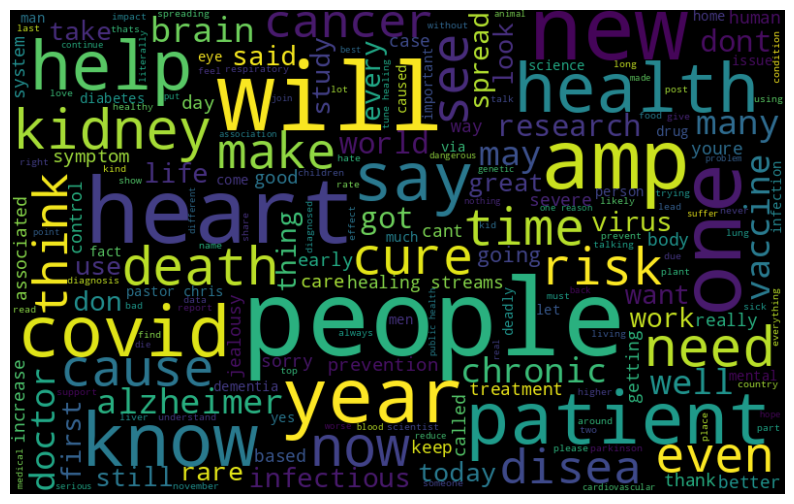 last impact spreading without animal
man thats home human
system take brain cancer new dont
continue literally eye said case look issue
help will study every caused important see spread science long condition
love put best feel respiratory lot join tune healing talk made post using
healthy diabetes day health
kidney association make world way via research drug food give many
symptom life hate dangerous may youre
right kind come good children great person trying problem
show rate severe genetic likely infection
control different say amp one vaccine
associated think heart got nothing one reason lead suffer never
point name share diagnosed effect kid prevent talking lung
fact thing cant time virus body due plant
death much early cure going risk
use care healing streams want must sick everything
read diagnosis pastor chris jealousy men deadly let back
don data report bad find die always public health living real work really
covid people need
sorry prevention chronic getting mental country
cause top higher treatment around two well hope
medical increase doctor alzheimer dementia year called patient place
support liver understand yes worse blood scientist please parkinson part
first know now based keep reduce disea even
still rare infectious today someone thank better
serious november cardiovascular